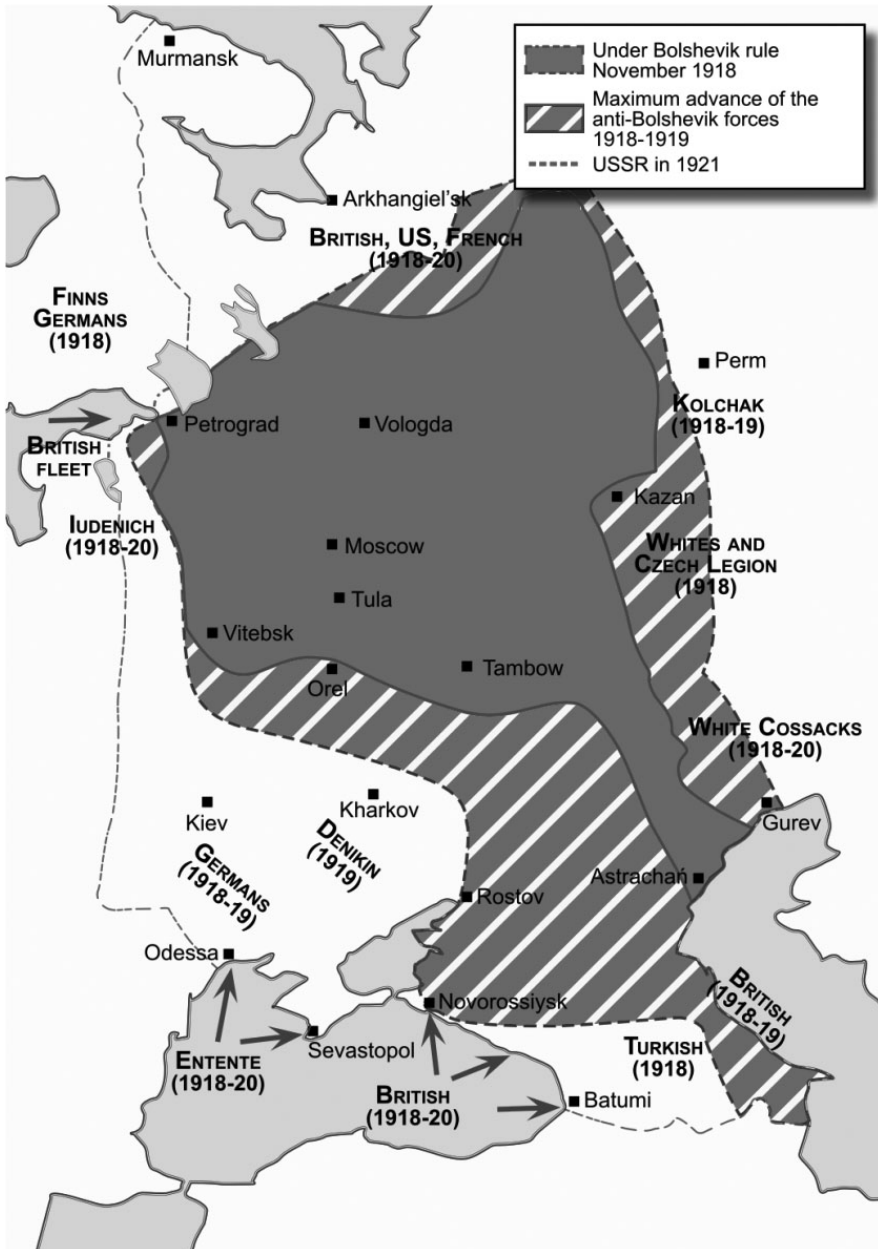 Under Bolshevik rule
November 1918
Maximum advance of the
anti-Bolshevik forces
1918-1919
USSR in 1921
Murmansk
Arkhangiel'sk
BRITISH, US, FRENCH
(1918-20)
FINNS
GERMANS
(1918)
Perm
KOLCHAK
(1918-19)
Petrograd
Vologda
BRITISH
FLEET
Kazan
IUDENICH
(1918-20)
Moscow
WHITES AND
CZECH LEGION
(1918)
Tula
Vitebsk
Orel
Tambow
WHITE COSSACKS
(1918-20)
Kiev
Kharkov
Gurev
GERMANS
(1918-19)
DENIKIN
(1919)
Astrachań
Rostov
Odessa
Novorossiysk
BRITISH
(1918-19)
Sevastopol
ENTENTE
(1918-20)
TURKISH
(1918)
BRITISH
(1918-20)
Batumi